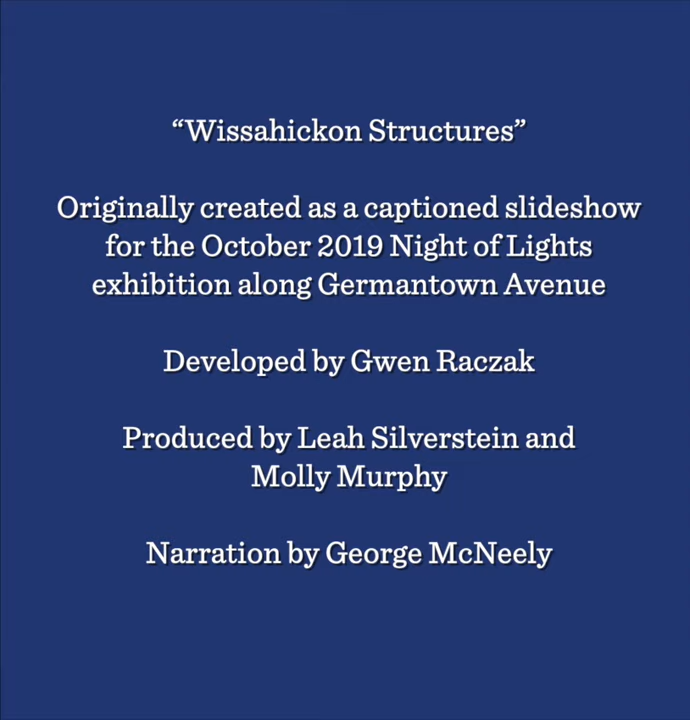 “Wissahickon Structures”
Originally created as a captioned slideshow
for the October 2019 Night of Lights
exhibition along Germantown Avenue
Developed by Gwen Raczak
Produced by Leah Silverstein and
Molly Murphy
Narration by George McNeely